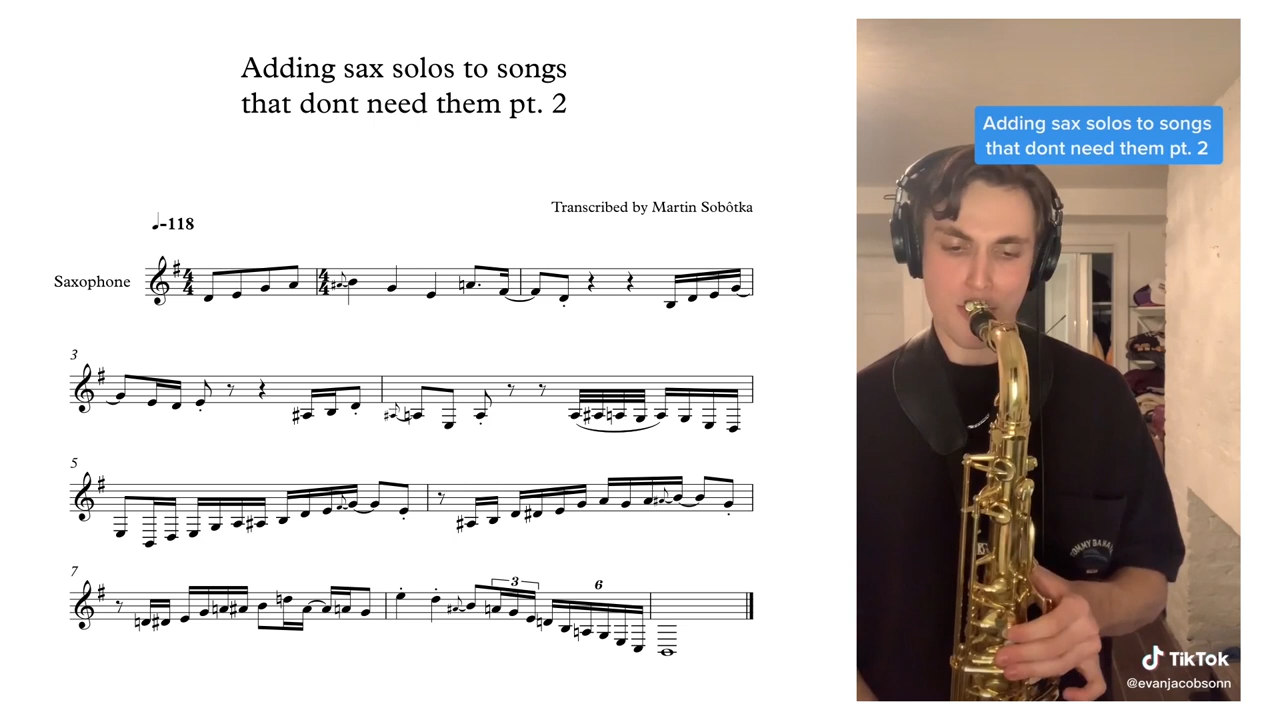 Adding sax solos to songs
that dont need them pt. 2
Transcribed by Martin Sobôtka
♩-118
Saxophone
3
5
7
3
6
Adding sax solos to songs
that dont need them pt. 2
TikTok
@evanjacobsonn